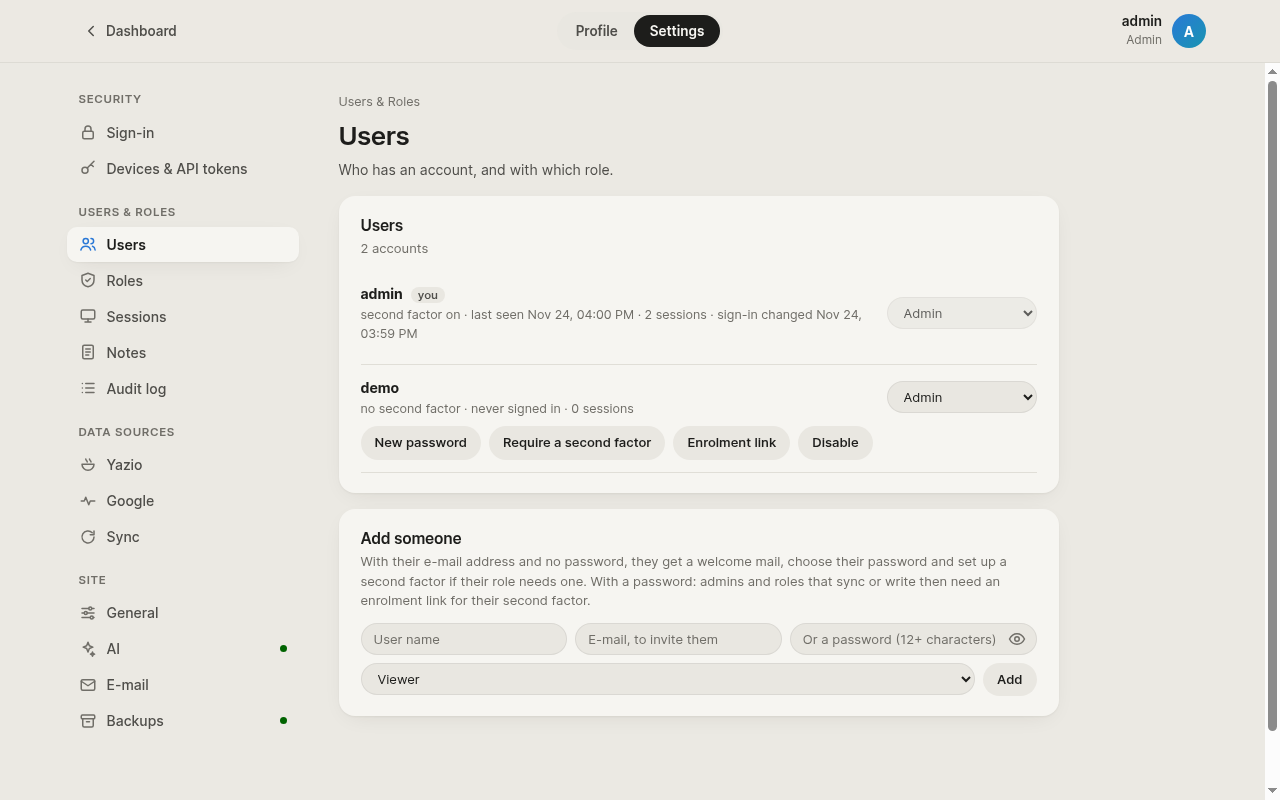 Dashboard
Profile
Settings
admin
Admin
A
SECURITY
Sign-in
Devices & API tokens
USERS & ROLES
Users
Roles
Sessions
Notes
Audit log
DATA SOURCES
Yazio
Google
Sync
SITE
General
AI
E-mail
Backups
Users & Roles
Users
Who has an account, and with which role.
Users
2 accounts
admin you
second factor on · last seen Nov 24, 04:00 PM · 2 sessions · sign-in changed Nov 24,
03:59 PM
Admin
demo
no second factor · never signed in · 0 sessions
Admin
New password
Require a second factor
Enrolment link
Disable
Add someone
With their e-mail address and no password, they get a welcome mail, choose their password and set up a
second factor if their role needs one. With a password: admins and roles that sync or write then need an
enrolment link for their second factor.
User name
E-mail, to invite them
Or a password (12+ characters)
Viewer
Add